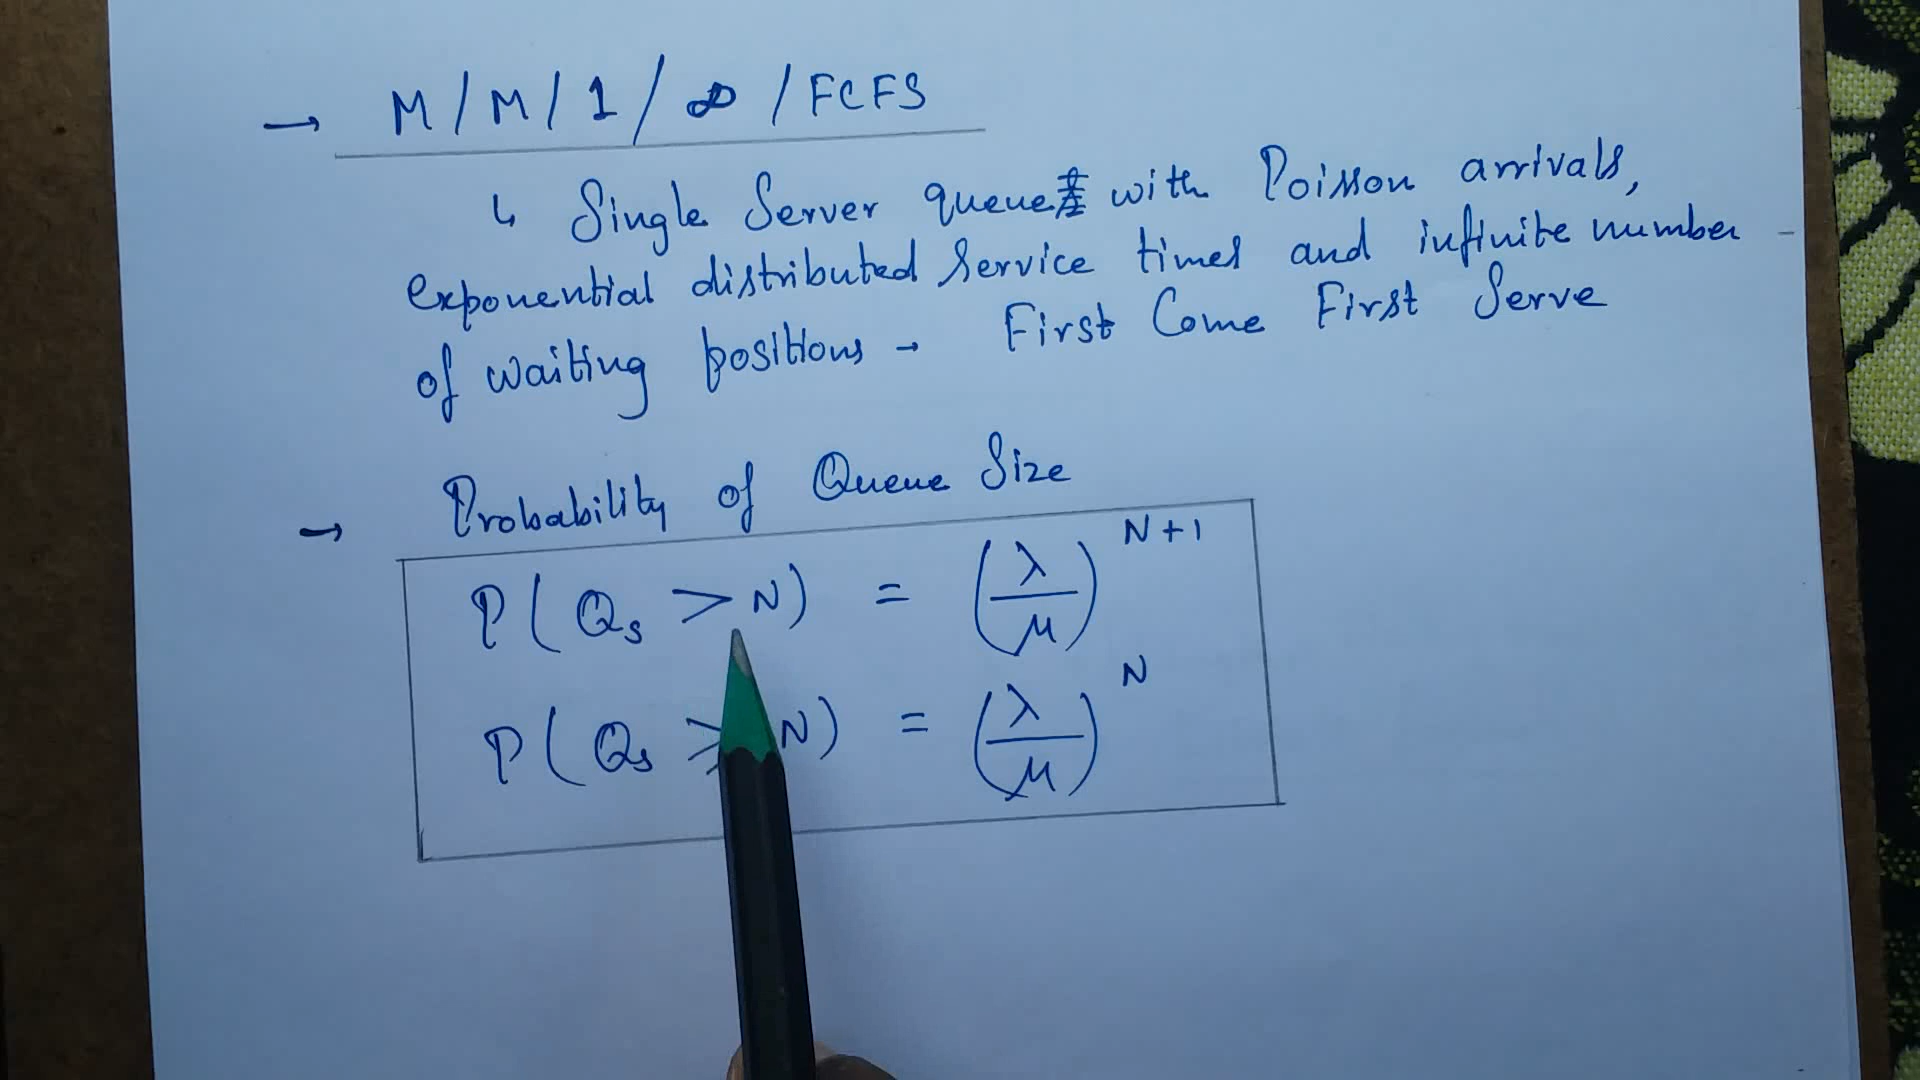 → M/M/1/∞/FCFS
↳ Single Server queue with Poisson arrivals,
exponential distributed Service times and infinite number
of waiting positions - First Come First Serve
→ Probability of Queue Size
P(Qs > N) = (λ/μ)^N+1
P(Qs ≥ N) = (λ/μ)^N